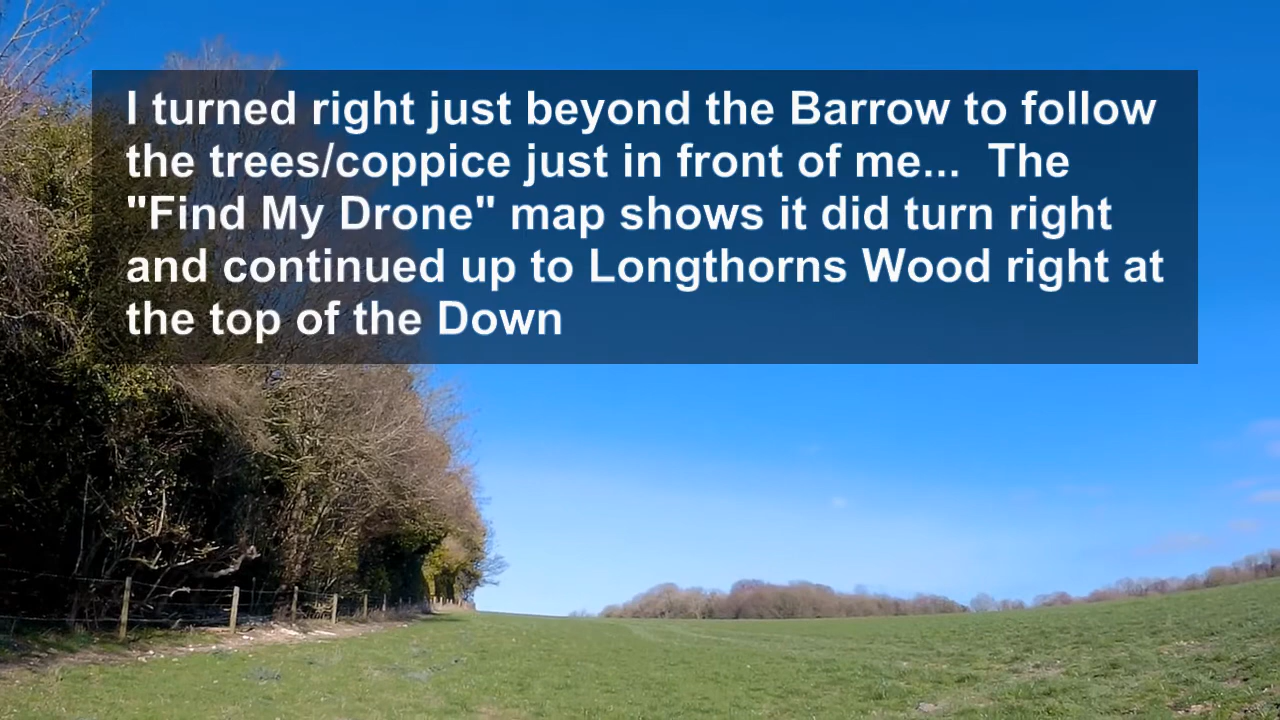 I turned right just beyond the Barrow to follow
the trees/coppice just in front of me...  The
"Find My Drone" map shows it did turn right
and continued up to Longthorns Wood right at
the top of the Down